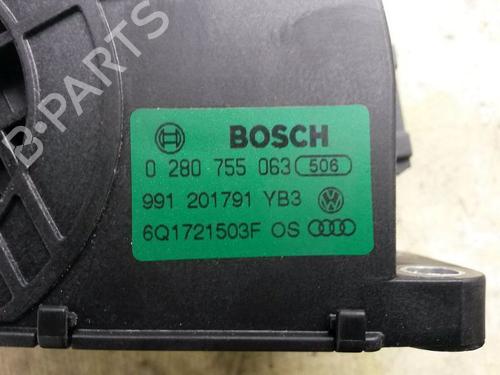 B-PARTS
BOSCH
0 280 755 063 506
991 201791 YB3
6Q1721503F OS